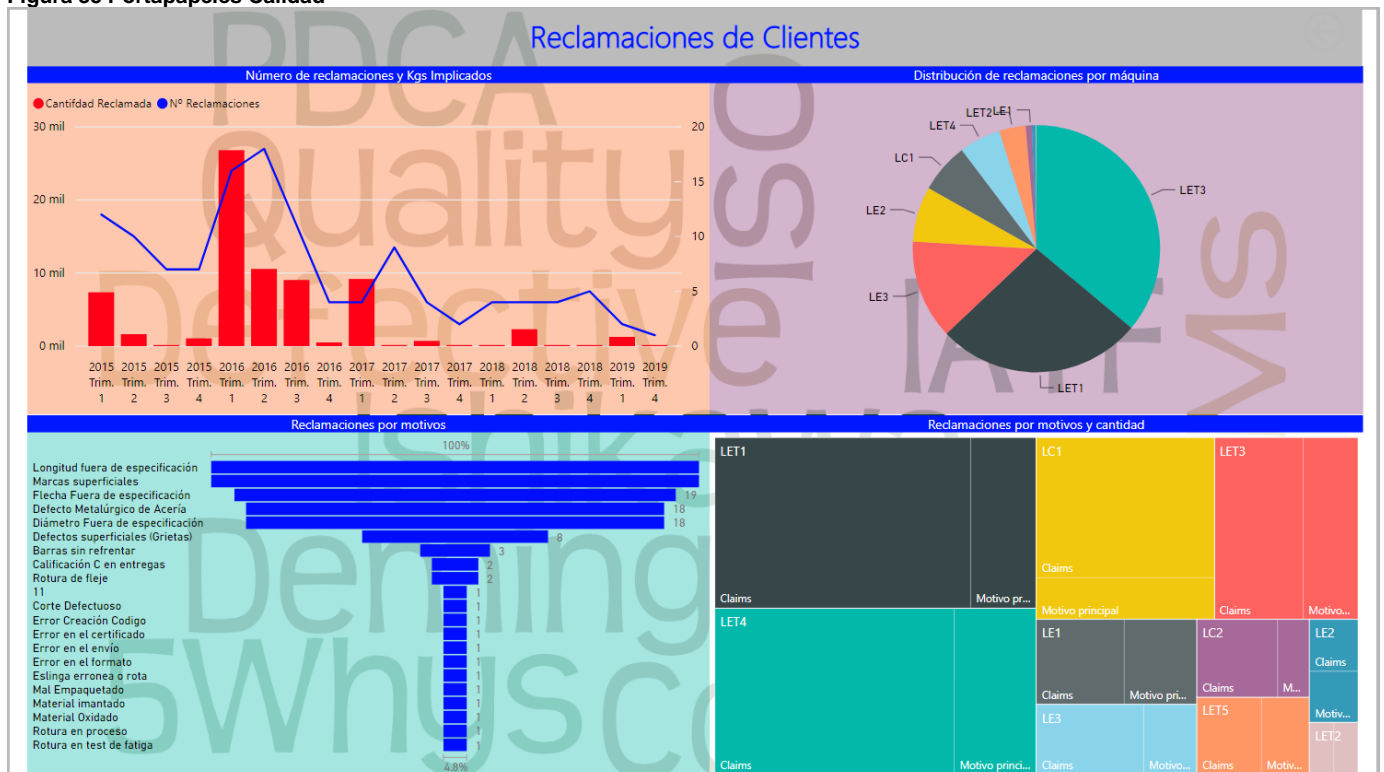 Figura 30 Portapapeles Calidad
Reclamaciones de Clientes
Número de reclamaciones y Kgs Implicados
Cantifdad Reclamada Nº Reclamaciones
30 mil
20 mil
10 mil
0 mil
20
15
10
5
0
2015 2015 2015 2015 2016 2016 2016 2016 2017 2017 2017 2017 2018 2018 2018 2018 2019 2019
Trim. Trim. Trim. Trim. Trim. Trim. Trim. Trim. Trim. Trim. Trim. Trim. Trim. Trim. Trim. Trim. Trim. Trim.
1 2 3 4 1 2 3 4 1 2 3 4 1 2 3 4 1 4
Distribución de reclamaciones por máquina
LET2 LE1
LET4
LC1
LE2
LE3
LET3
LET1
Reclamaciones por motivos
100%
Longitud fuera de especificación
Marcas superficiales
Flecha Fuera de especificación 19
Defecto Metalúrgico de Acería 18
Diámetro Fuera de especificación 18
Defectos superficiales (Grietas) 8
Barras sin refrentar 3
Calificación C en entregas 2
Rotura de fleje 2
11 1
Corte Defectuoso 1
Error Creación Codigo 1
Error en el certificado 1
Error en el envío 1
Error en el formato 1
Eslinga erronea o rota 1
Mal Empaquetado 1
Material imantado 1
Material Oxidado 1
Rotura en proceso 1
Rotura en test de fatiga 1
4.8%
Reclamaciones por motivos y cantidad
LET1
Claims Motivo pr...
LET4
Claims Motivo princi...
LC1
Claims
Motivo principal
LET3
Claims Motivo...
LE1
Claims Motivo pri...
LC2
Claims M...
LE2
Claims
Motiv...
LE3
Claims Motivo...
LET5
Claims Motiv...
LET2
PDCA
Quality
Defective
Ishikawa
Deming
5Whys